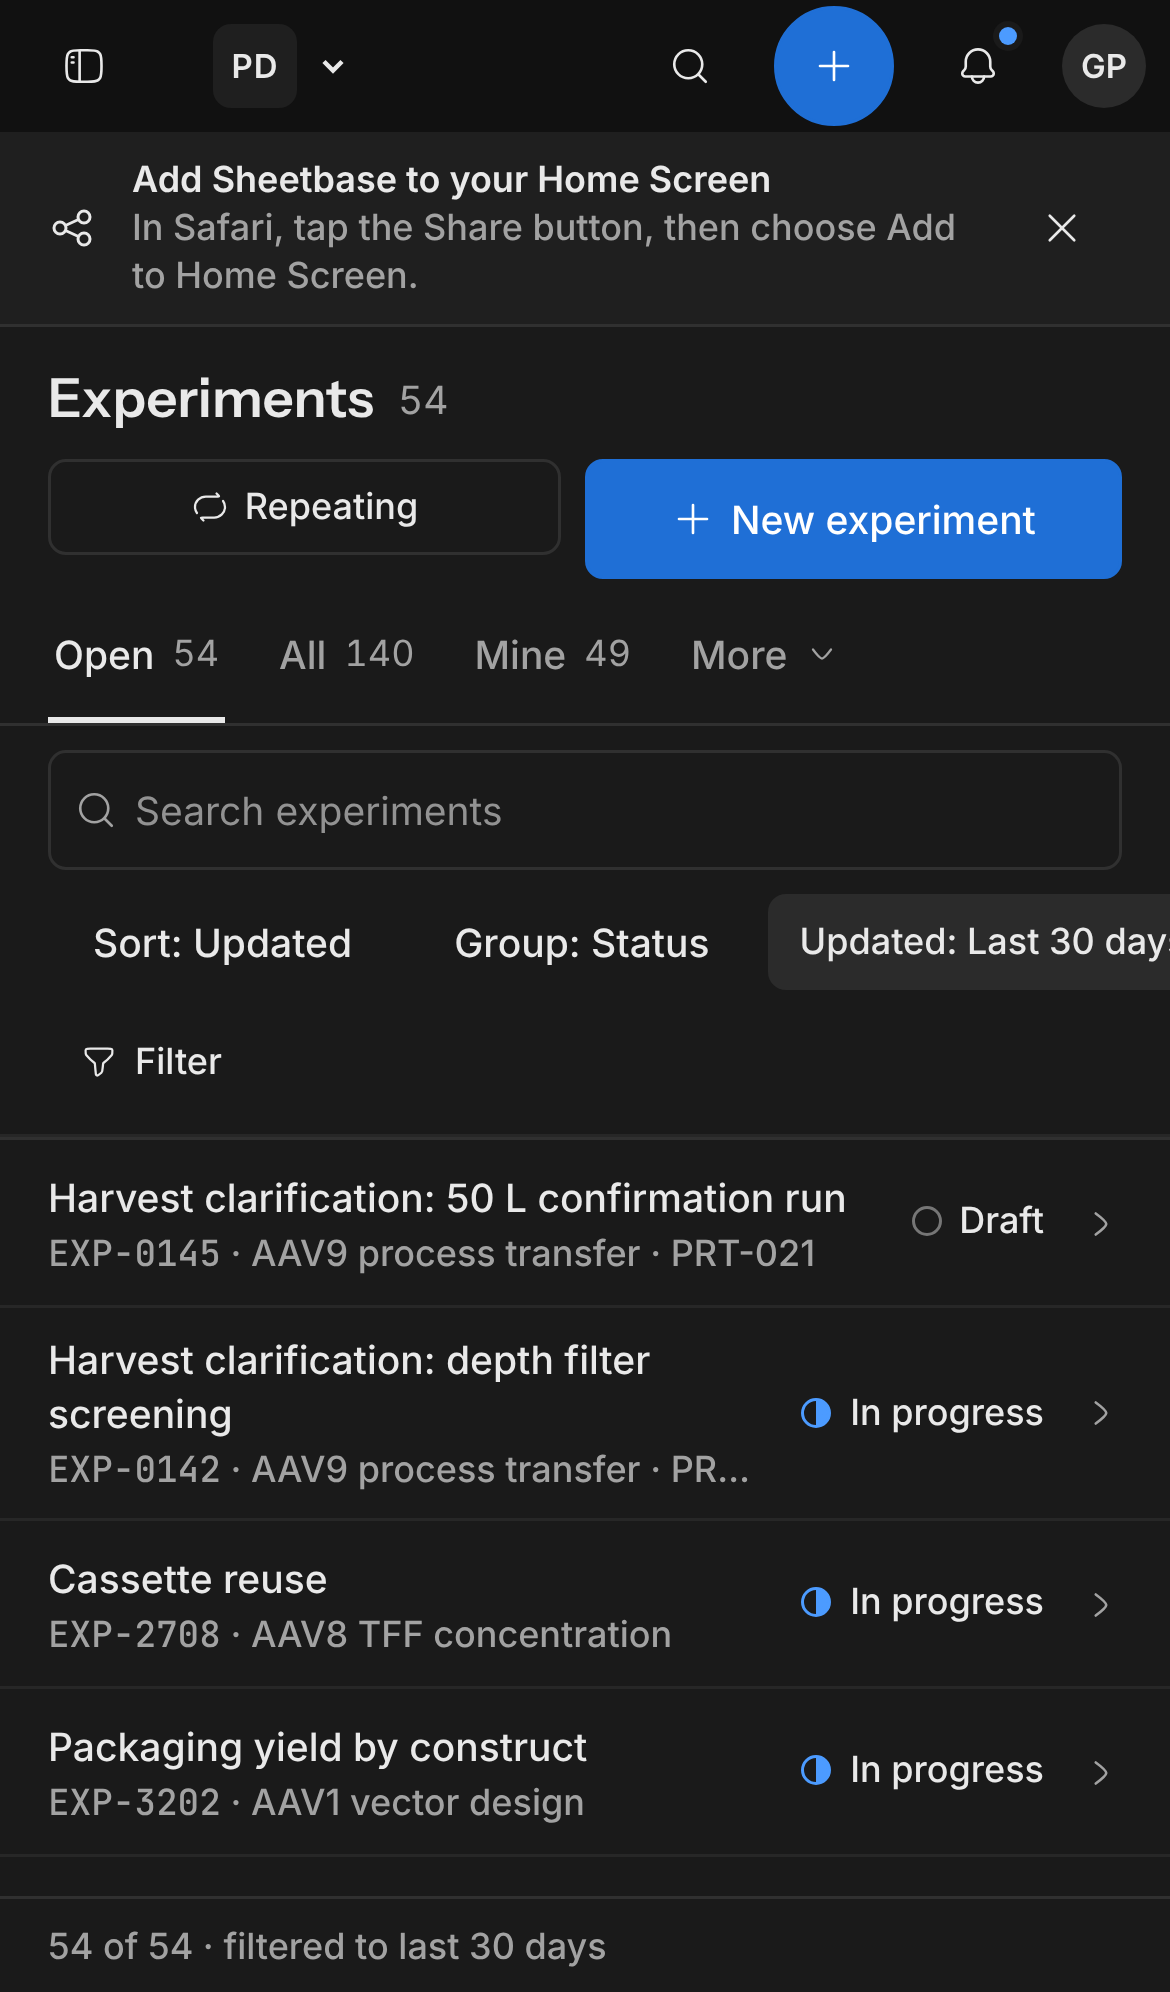 PD
GP
Add Sheetbase to your Home Screen
In Safari, tap the Share button, then choose Add
to Home Screen.
Experiments 54
Repeating
New experiment
Open 54 All 140 Mine 49 More
Search experiments
Sort: Updated Group: Status Updated: Last 30 days
Filter
Harvest clarification: 50 L confirmation run
EXP-0145 · AAV9 process transfer · PRT-021
Draft
Harvest clarification: depth filter
screening
EXP-0142 · AAV9 process transfer · PR...
In progress
Cassette reuse
EXP-2708 · AAV8 TFF concentration
In progress
Packaging yield by construct
EXP-3202 · AAV1 vector design
In progress
54 of 54 · filtered to last 30 days